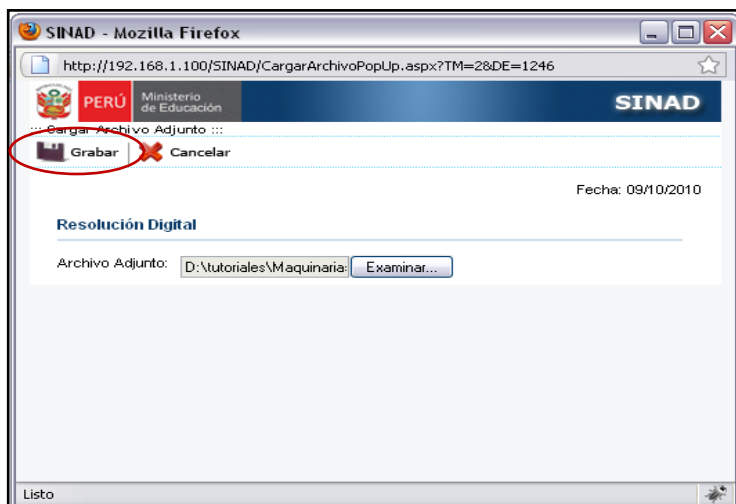 SINAD - Mozilla Firefox
http://192.168.1.100/SINAD/CargarArchivoPopUp.aspx?TM=2&DE=1246
PERÚ
Ministerio
de Educación
SINAD
::: Cargar Archivo Adjunto :::
Grabar
Cancelar
Fecha: 09/10/2010
Resolución Digital
Archivo Adjunto: D:\tutoriales\Maquinaria: Examinar...
Listo